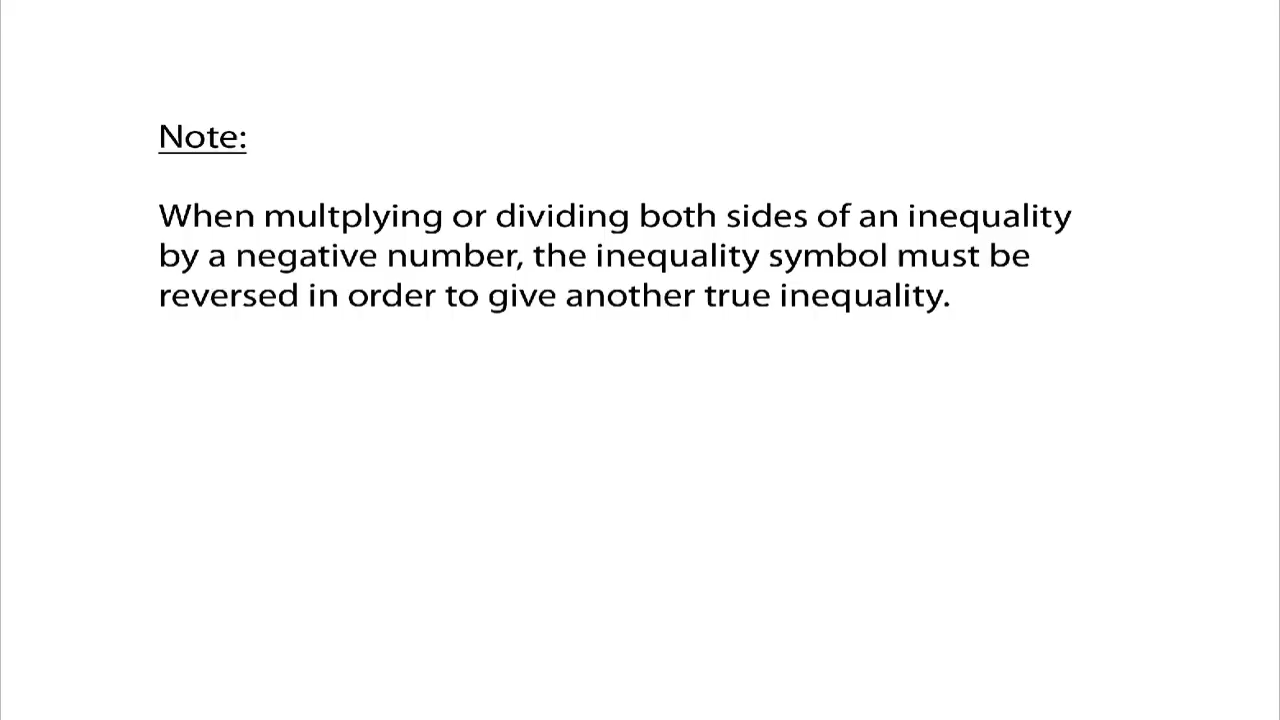 Note:
When multplying or dividing both sides of an inequality
by a negative number, the inequality symbol must be
reversed in order to give another true inequality.